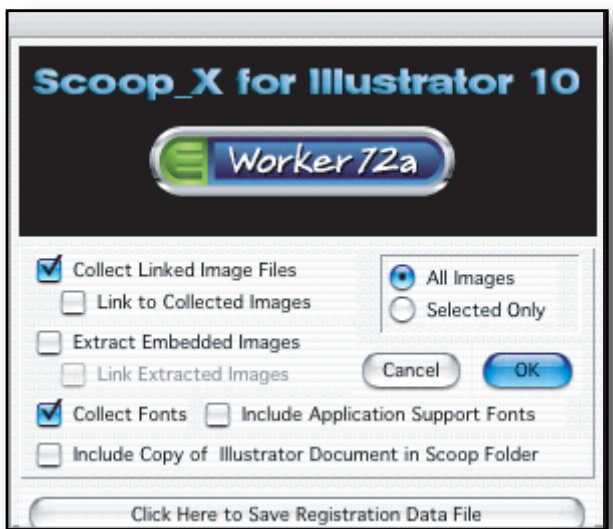 Scoop_X for Illustrator 10
Worker 72a
Collect Linked Image Files
Link to Collected Images
All Images
Selected Only
Extract Embedded Images
Link Extracted Images
Cancel
OK
Collect Fonts
Include Application Support Fonts
Include Copy of Illustrator Document in Scoop Folder
Click Here to Save Registration Data File